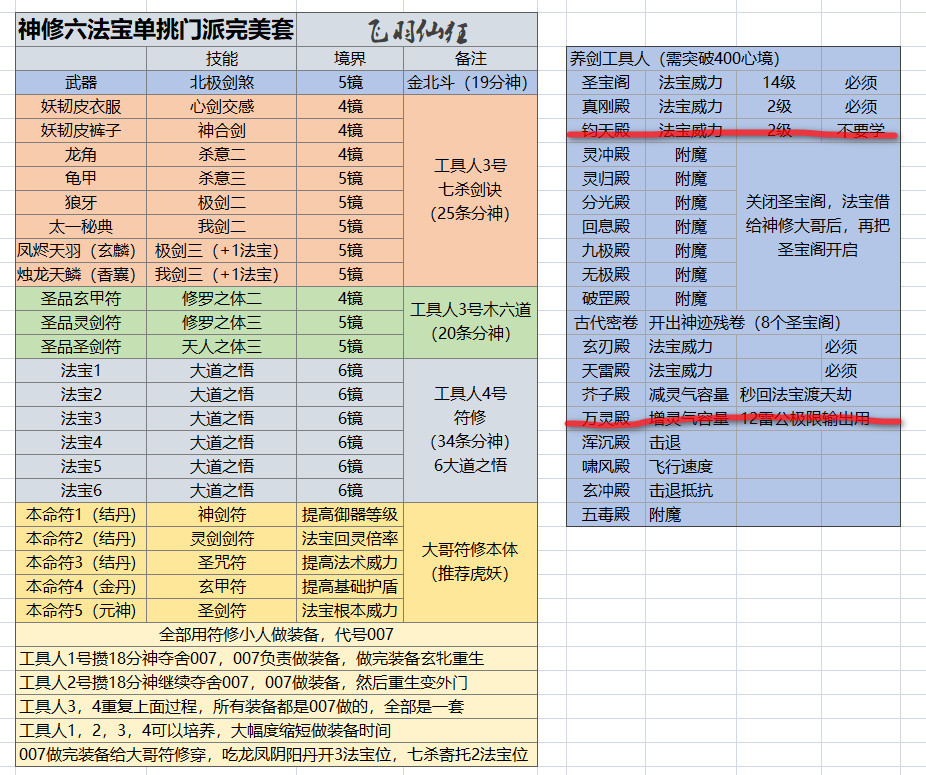 神修六法宝单挑门派完美套 飞羽仙狂
技能 境界 备注
武器 北极剑煞 5镜 金北斗（19分神）
妖韧皮衣服 心剑交感 4镜
妖韧皮裤子 神合剑 4镜
龙角 杀意二 4镜
龟甲 杀意三 5镜
狼牙 极剑二 5镜
太一秘典 我剑二 5镜
凤烬天羽（玄麟） 极剑三（+1法宝） 5镜
烛龙天鳞（香囊） 我剑三（+1法宝） 5镜
工具人3号
七杀剑诀
（25条分神）
圣品玄甲符 修罗之体二 4镜
圣品灵剑符 修罗之体三 5镜
圣品圣剑符 天人之体三 5镜
工具人3号木六道
（20条分神）
法宝1 大道之悟 6镜
法宝2 大道之悟 6镜
法宝3 大道之悟 6镜
法宝4 大道之悟 6镜
法宝5 大道之悟 6镜
法宝6 大道之悟 6镜
工具人4号
符修
（34条分神）
6大道之悟
本命符1（结丹） 神剑符 提高御器等级
本命符2（结丹） 灵剑剑符 法宝回灵倍率
本命符3（结丹） 圣咒符 提高法术威力
本命符4（金丹） 玄甲符 提高基础护盾
本命符5（元神） 圣剑符 法宝根本威力
大哥符修本体
（推荐虎妖）
全部用符修小人做装备，代号007
工具人1号攒18分神夺舍007，007负责做装备，做完装备玄牝重生
工具人2号攒18分神继续夺舍007，007做装备，然后重生变外门
工具人3，4重复上面过程，所有装备都是007做的，全部是一套
工具人1，2，3，4可以培养，大幅度缩短做装备时间
007做完装备给大哥符修穿，吃龙凤阴阳丹开3法宝位，七杀寄托2法宝位
养剑工具人（需突破400心境）
圣宝阁 法宝威力 14级 必须
真刚殿 法宝威力 2级 必须
钧天殿 法宝威力 2级 不要学
灵冲殿 附魔
灵归殿 附魔
分光殿 附魔
回息殿 附魔
九极殿 附魔
无极殿 附魔
破罡殿 附魔
关闭圣宝阁，法宝借
给神修大哥后，再把
圣宝阁开启
古代密卷 开出神迹残卷（8个圣宝阁）
玄刃殿 法宝威力 必须
天雷殿 法宝威力 必须
芥子殿 减灵气容量 秒回法宝渡天劫
万灵殿 增灵气容量 12雷公极限输出用
浑沉殿 击退
啸风殿 飞行速度
玄冲殿 击退抵抗
五毒殿 附魔